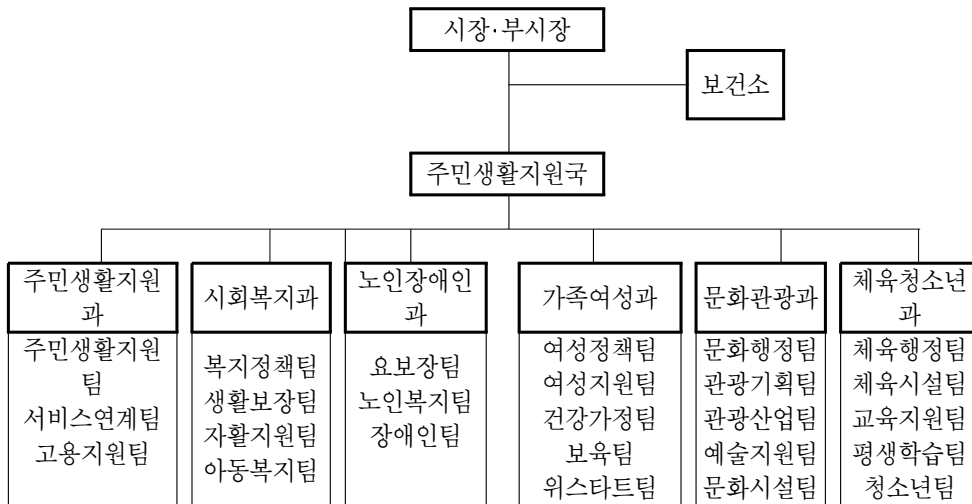 시장·부시장
보건소
주민생활지원국
주민생활지원
과
시회복지과
노인장애인
과
가족여성과
문화관광과
체육청소년
과
주민생활지원
팀
서비스연계팀
고용지원팀
복지정책팀
생활보장팀
자활지원팀
아동복지팀
요보장팀
노인복지팀
장애인팀
여성정책팀
여성지원팀
건강가정팀
보육팀
위스타트팀
문화행정팀
관광기획팀
관광산업팀
예술지원팀
문화시설팀
체육행정팀
체육시설팀
교육지원팀
평생학습팀
청소년팀